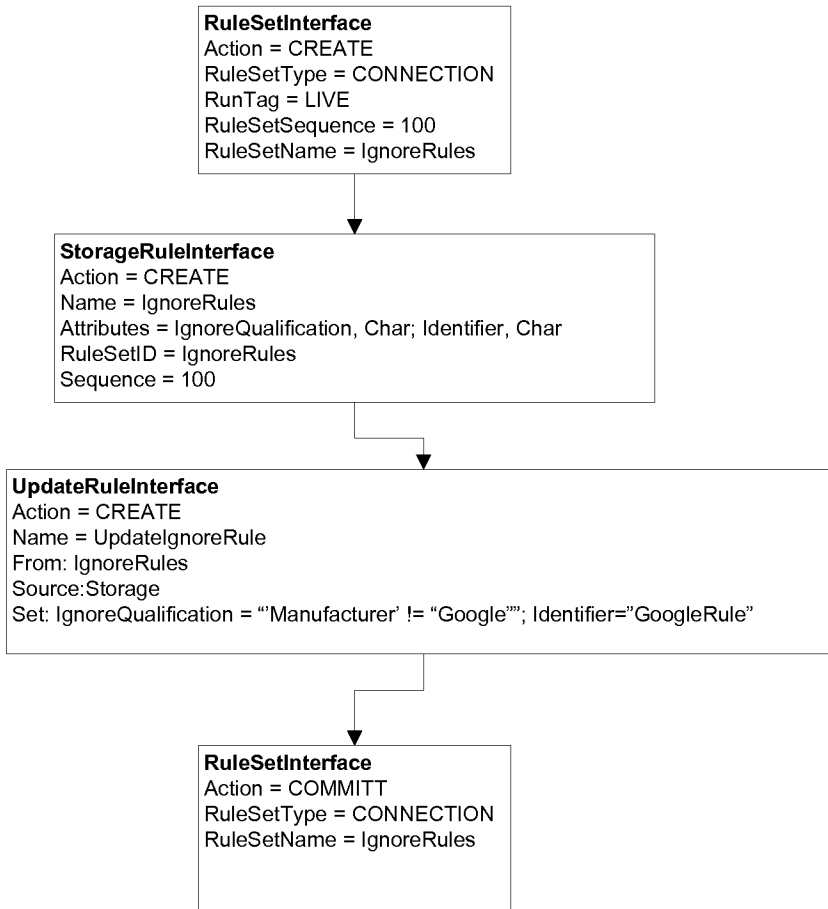 RuleSetInterface
Action = CREATE
RuleSetType = CONNECTION
RunTag = LIVE
RuleSetSequence = 100
RuleSetName = IgnoreRules
StorageRuleInterface
Action = CREATE
Name = IgnoreRules
Attributes = IgnoreQualification, Char; Identifier, Char
RuleSetID = IgnoreRules
Sequence = 100
UpdateRuleInterface
Action = CREATE
Name = UpdateIgnoreRule
From: IgnoreRules
Source:Storage
Set: IgnoreQualification = “’Manufacturer’ != “Google””; Identifier=”GoogleRule”
RuleSetInterface
Action = COMMITT
RuleSetType = CONNECTION
RuleSetName = IgnoreRules